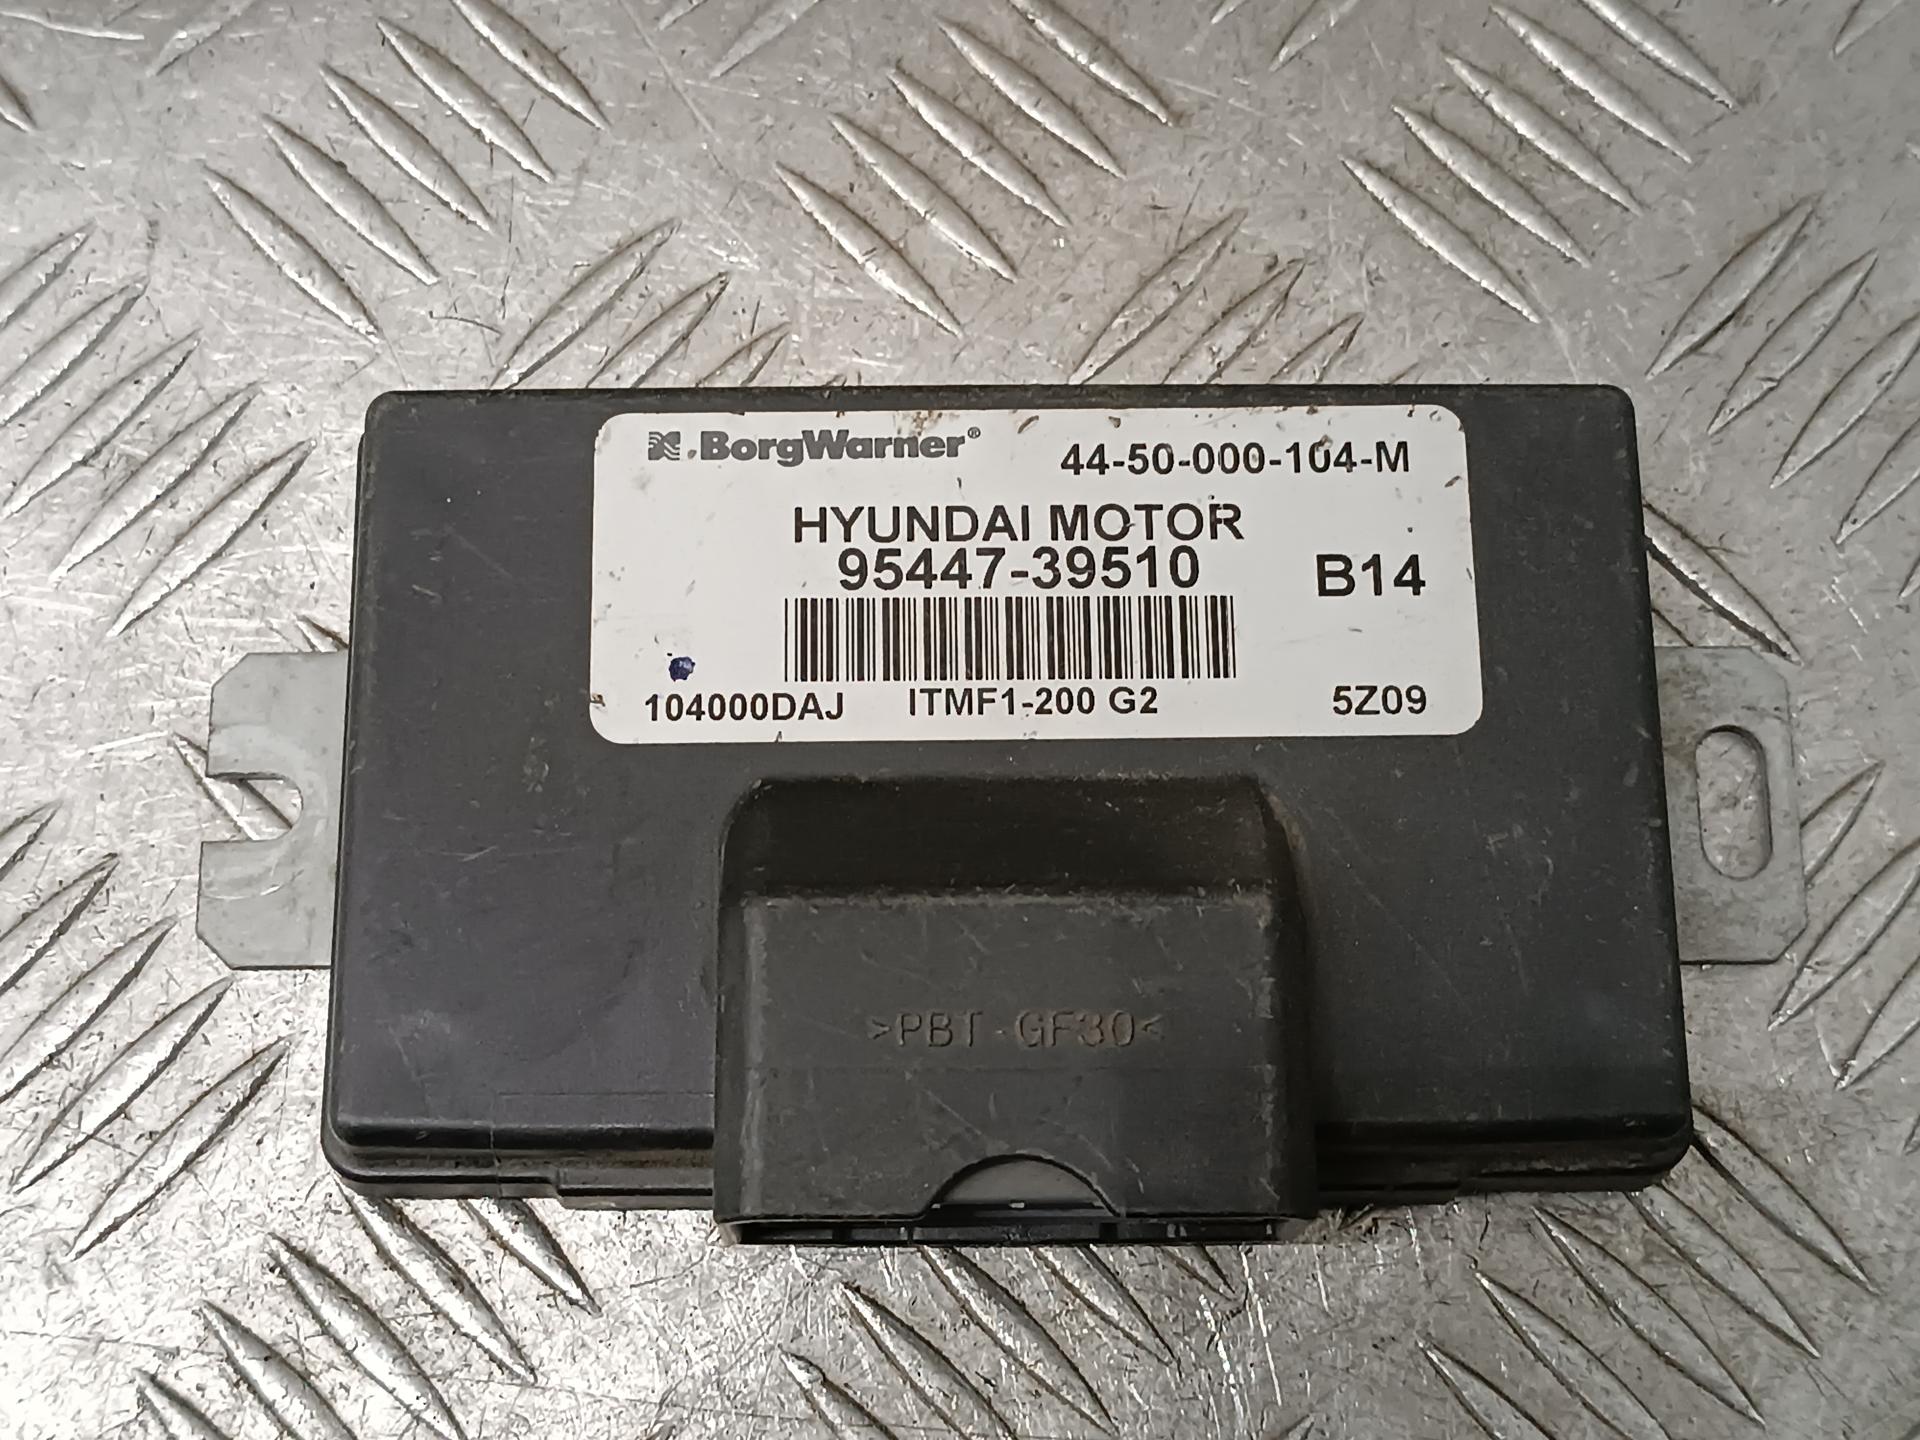 BorgWarner® 44-50-000-104-M
HYUNDAI MOTOR
95447-39510 B14
104000DAJ ITMF1-200 G2 5Z09
>PBT-GF30<